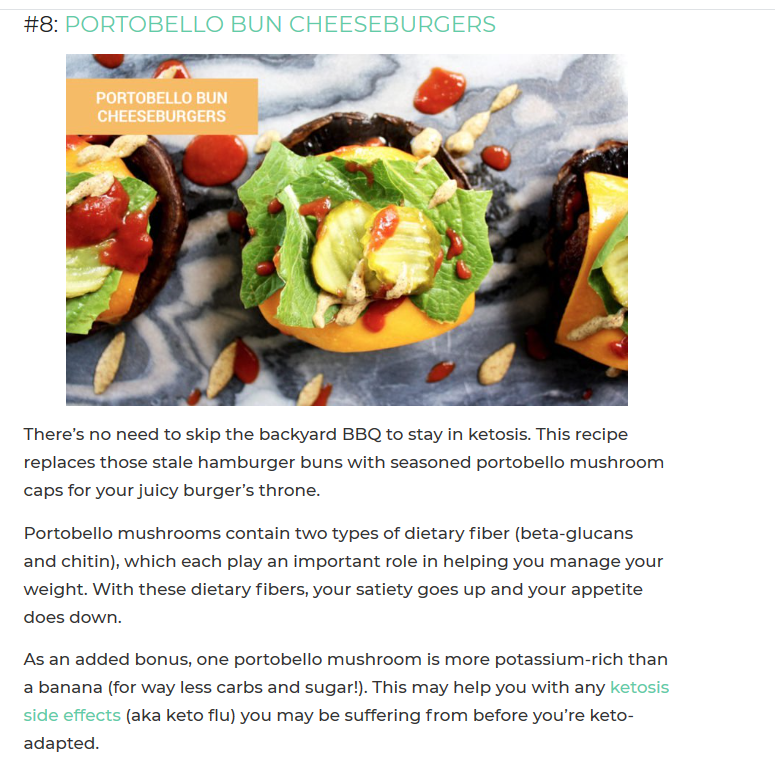 #8: PORTOBELLO BUN CHEESEBURGERS
PORTOBELLO BUN
CHEESEBURGERS
There's no need to skip the backyard BBQ to stay in ketosis. This recipe
replaces those stale hamburger buns with seasoned portobello mushroom
caps for your juicy burger's throne.
Portobello mushrooms contain two types of dietary fiber (beta-glucans
and chitin), which each play an important role in helping you manage your
weight. With these dietary fibers, your satiety goes up and your appetite
does down.
As an added bonus, one portobello mushroom is more potassium-rich than
a banana (for way less carbs and sugar!). This may help you with any ketosis
side effects (aka keto flu) you may be suffering from before you're keto-
adapted.